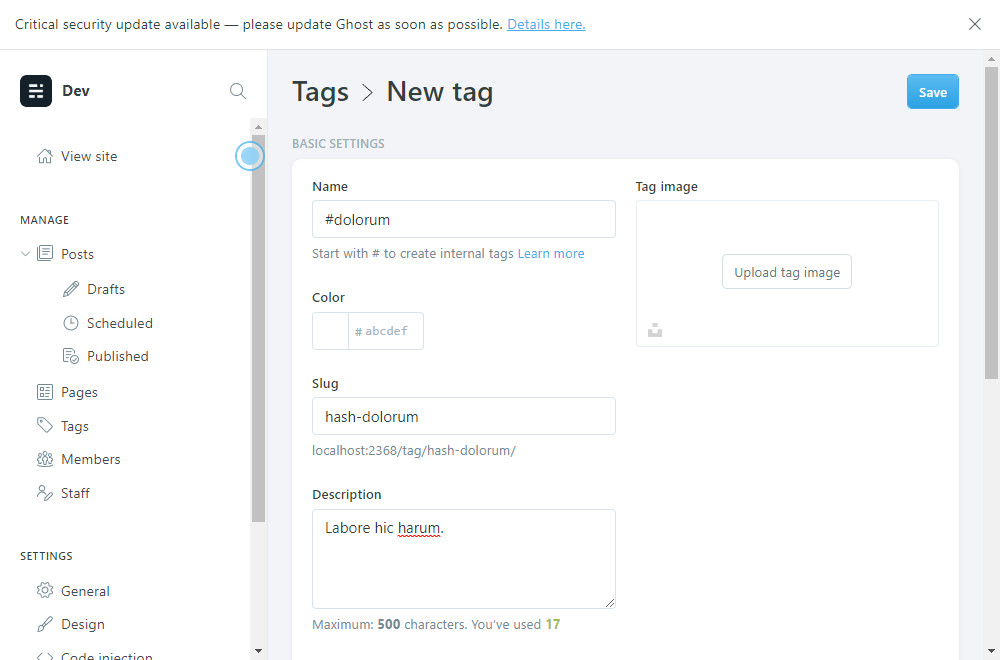 Critical security update available — please update Ghost as soon as possible. Details here.
Dev
View site
MANAGE
Posts
Drafts
Scheduled
Published
Pages
Tags
Members
Staff
SETTINGS
General
Design
Code injection
Tags > New tag
Save
BASIC SETTINGS
Name
#dolorum
Start with # to create internal tags Learn more
Color
# abcdef
Slug
hash-dolorum
localhost:2368/tag/hash-dolorum/
Description
Labore hic harum.
Maximum: 500 characters. You've used 17
Tag image
Upload tag image